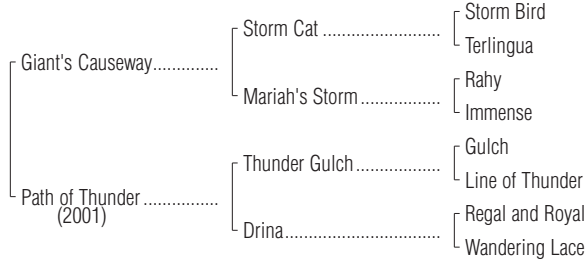 Storm Bird
Storm Cat ..........................
Terlingua
Giant's Causeway..............
Rahy
Mariah's Storm ..................
Immense
Gulch
Thunder Gulch ..................
Line of Thunder
Path of Thunder ................
(2001)
Regal and Royal
Drina..................................
Wandering Lace